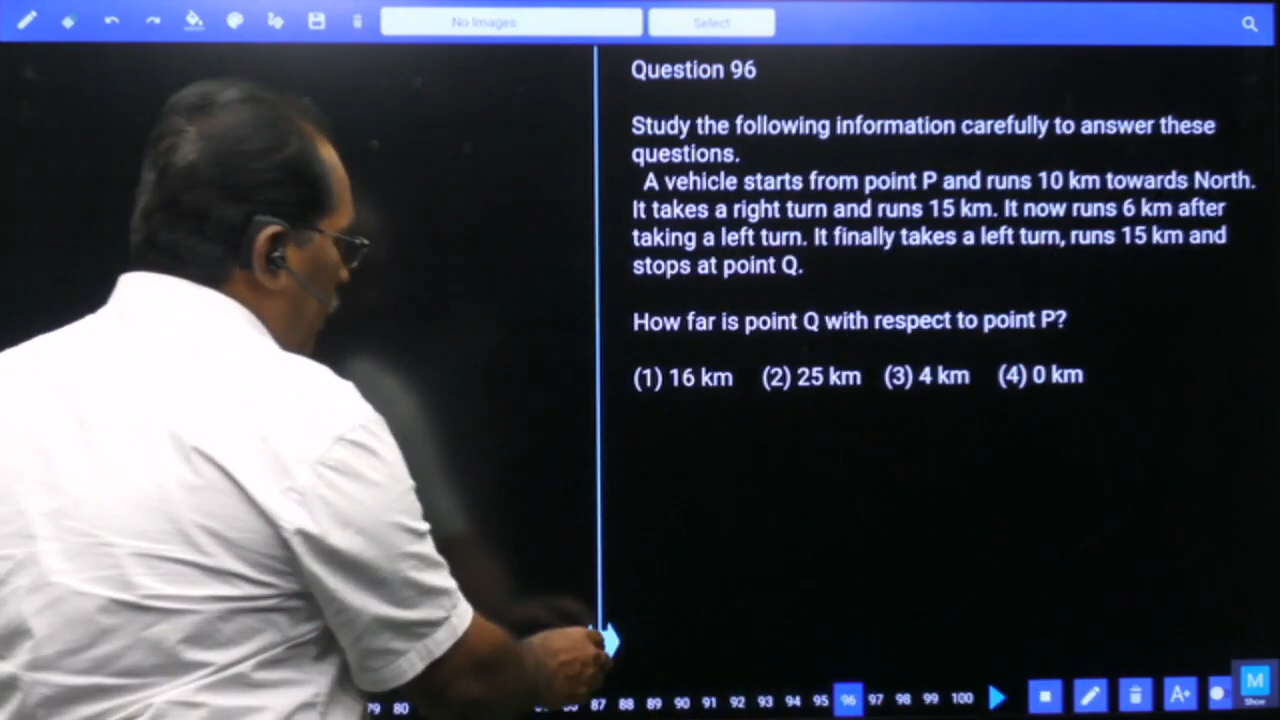 No Images
Select
Question 96
Study the following information carefully to answer these
questions.
A vehicle starts from point P and runs 10 km towards North.
It takes a right turn and runs 15 km. It now runs 6 km after
taking a left turn. It finally takes a left turn, runs 15 km and
stops at point Q.
How far is point Q with respect to point P?
(1) 16 km (2) 25 km (3) 4 km (4) 0 km
79 80 87 88 89 90 91 92 93 94 95 96 97 98 99 100 A+ M
Show